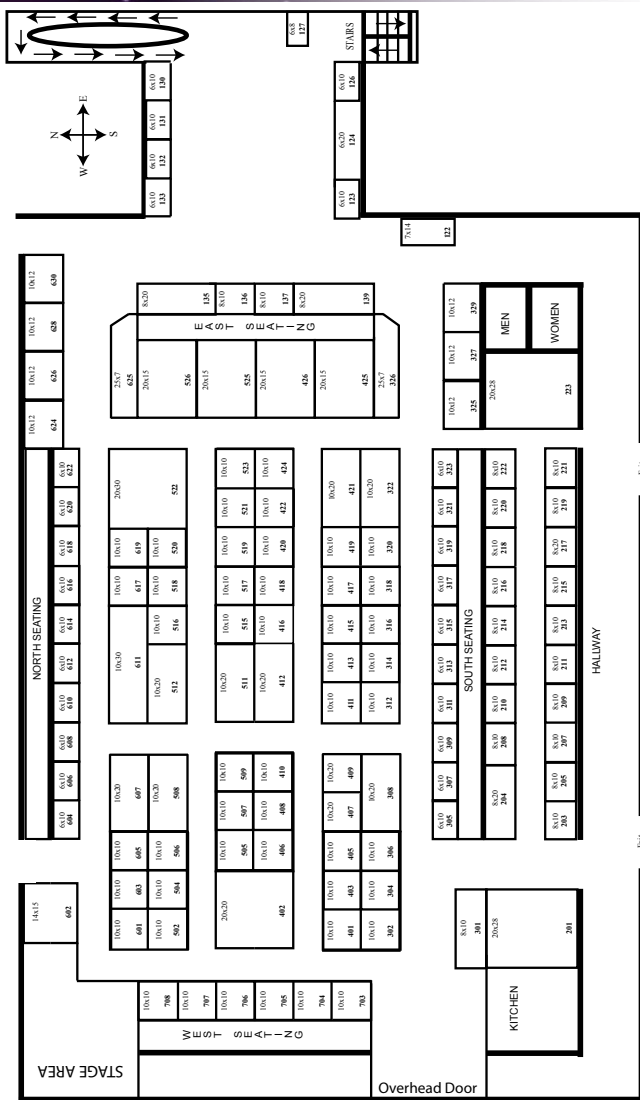 6x8
127
STAIRS
N
E
S
W
6x10
130
6x10
131
6x10
132
6x10
133
6x10
126
6x20
124
6x10
123
7x14
122
10x12
630
10x12
628
10x12
626
10x12
624
8x20
135
8x10
136
8x10
137
8x20
139
EAST SEATING
25x7
625
20x15
526
20x15
525
20x15
426
20x15
425
25x7
326
10x12
329
10x12
327
10x12
325
MEN
WOMEN
20x28
223
NORTH SEATING
6x10
622
6x10
620
6x10
618
6x10
616
6x10
614
6x10
612
6x10
610
6x10
608
6x10
606
6x10
604
20x30
522
10x10
619
10x10
520
10x10
617
10x10
518
10x30
611
10x10
516
10x20
512
10x10
523
10x10
424
10x10
521
10x10
422
10x10
519
10x10
420
10x10
517
10x10
418
10x10
515
10x10
416
10x20
511
10x20
412
10x20
421
10x20
322
10x10
419
10x10
320
10x10
417
10x10
318
10x10
415
10x10
316
10x10
413
10x10
314
10x10
411
10x10
312
6x10
323
6x10
321
6x10
319
6x10
317
6x10
315
6x10
313
6x10
311
6x10
309
6x10
307
6x10
305
SOUTH SEATING
8x10
222
8x10
220
8x10
218
8x10
216
8x10
214
8x10
212
8x10
210
8x10
208
8x20
204
8x10
221
8x10
219
8x20
217
8x10
215
8x10
213
8x10
211
8x10
209
8x10
207
8x10
205
8x10
203
HALLWAY
10x20
607
10x20
508
10x10
605
10x10
506
10x10
603
10x10
504
10x10
601
10x10
502
10x10
509
10x10
410
10x10
507
10x10
408
10x10
505
10x10
406
20x20
402
10x20
409
10x20
407
10x20
308
10x10
405
10x10
306
10x10
403
10x10
304
10x10
401
10x10
302
14x15
602
STAGE AREA
10x10
708
10x10
707
10x10
706
10x10
705
10x10
704
10x10
703
WEST SEATING
8x10
301
20x28
201
KITCHEN
Overhead Door